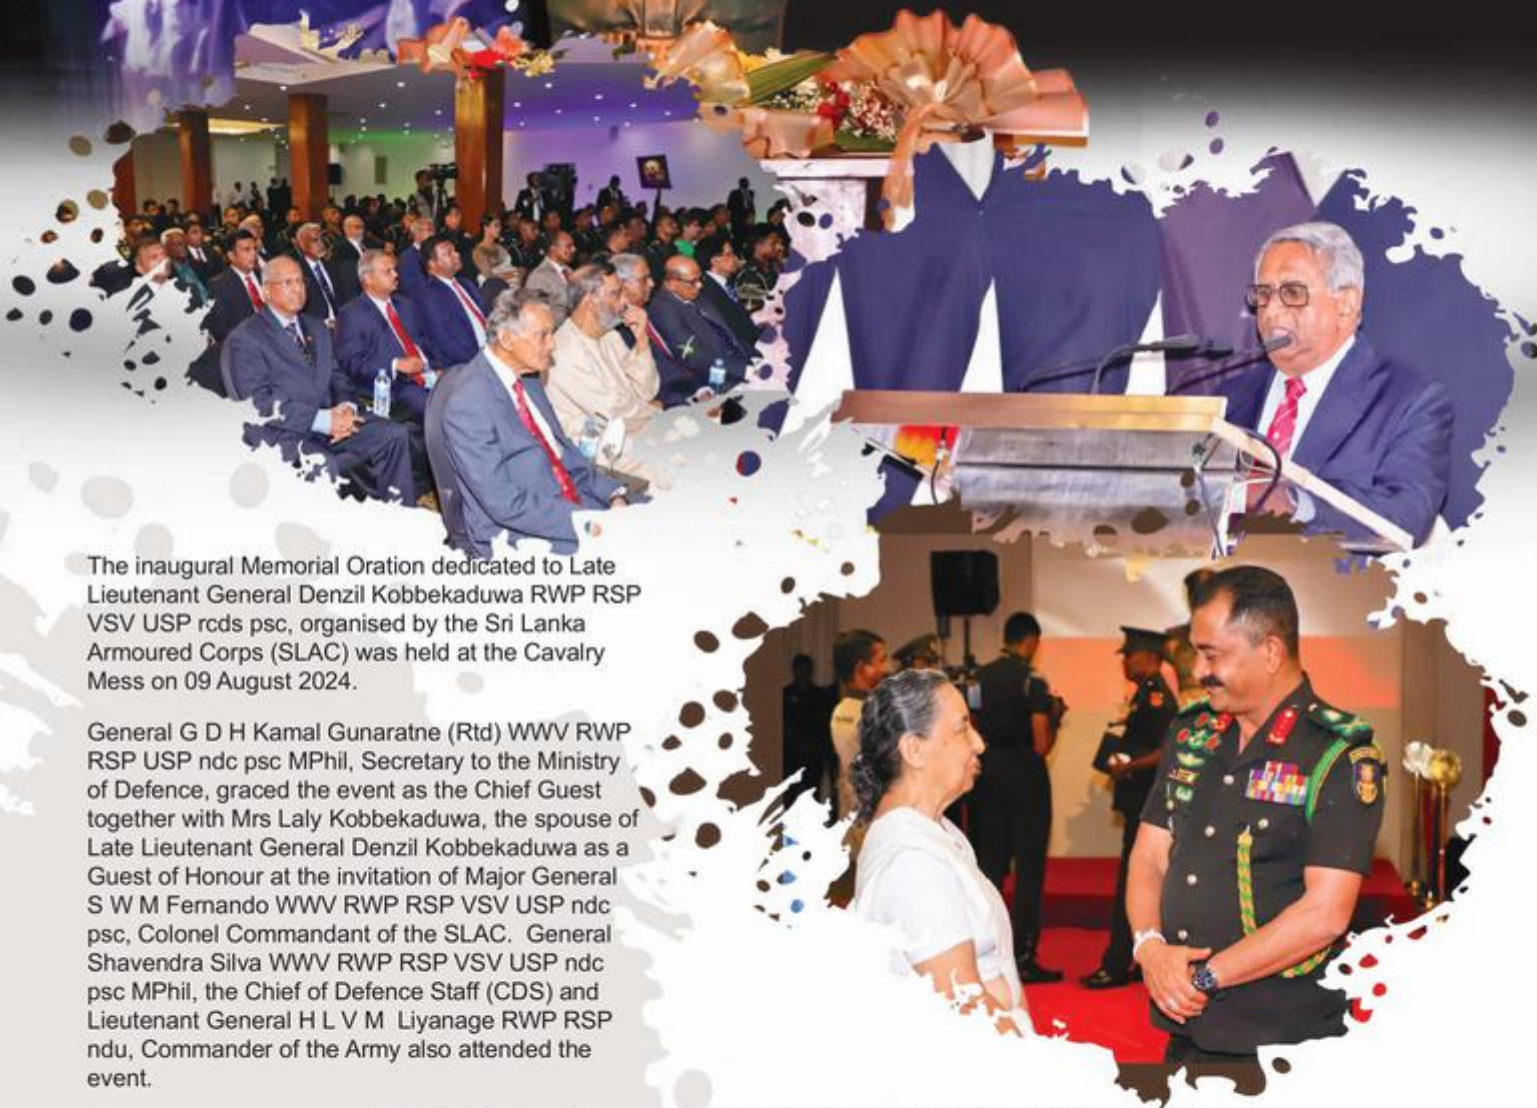 The inaugural Memorial Oration dedicated to Late
Lieutenant General Denzil Kobbekaduwa RWP RSP
VSV USP rcds psc, organised by the Sri Lanka
Armoured Corps (SLAC) was held at the Cavalry
Mess on 09 August 2024.
General G D H Kamal Gunaratne (Rtd) WWV RWP
RSP USP ndc psc MPhil, Secretary to the Ministry
of Defence, graced the event as the Chief Guest
together with Mrs Laly Kobbekaduwa, the spouse of
Late Lieutenant General Denzil Kobbekaduwa as a
Guest of Honour at the invitation of Major General
S W M Fernando WWV RWP RSP VSV USP ndc
psc, Colonel Commandant of the SLAC.  General
Shavendra Silva WWV RWP RSP VSV USP ndc
psc MPhil, the Chief of Defence Staff (CDS) and
Lieutenant General H L V M  Liyanage RWP RSP
ndu, Commander of the Army also attended the
event.